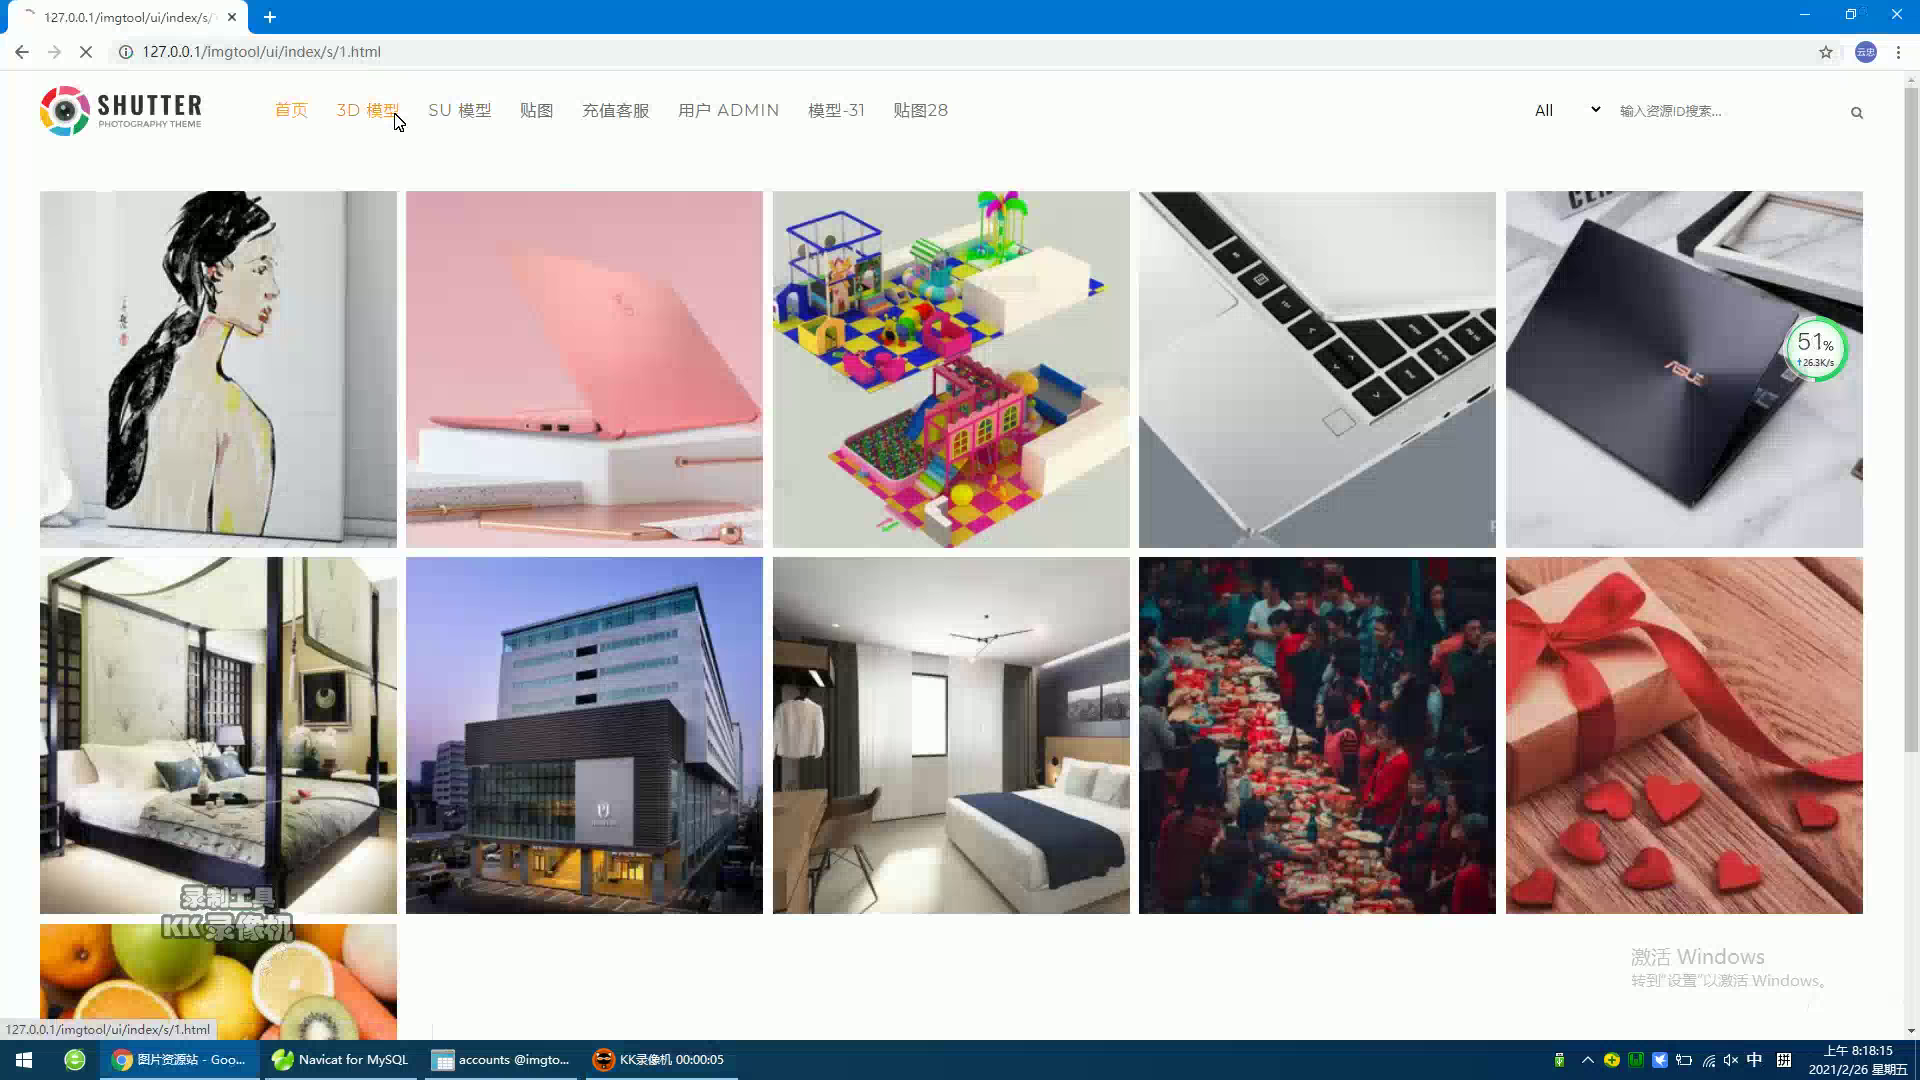 127.0.0.1/imgtool/ui/index/s/
127.0.0.1/imgtool/ui/index/s/1.html
云忠
SHUTTER
PHOTOGRAPHY THEME
首页
3D 模型
SU 模型
贴图
充值客服
用户 ADMIN
模型-31
贴图28
All
输入资源ID搜索...
51%
↑26.3K/s
录制工具
KK录像机
激活 Windows
转到"设置"以激活 Windows。
127.0.0.1/imgtool/ui/index/s/1.html
图片资源站 - Goo...
Navicat for MySQL
accounts @imgto...
KK录像机 00:00:05
中
拼
上午 8:18:15
2021/2/26 星期五